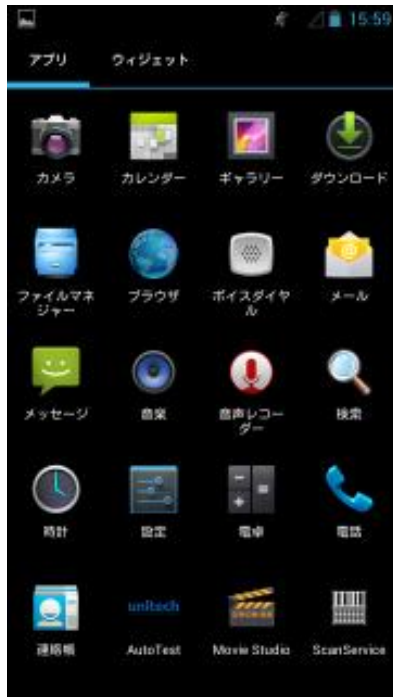 15:59
アプリ ウィジェット
カメラ カレンダー ギャラリー ダウンロード
ファイルマネ
ジャー
ブラウザ
ボイスダイヤ
ル
メール
メッセージ 音楽
音声レコー
ダー
検索
時計 設定 電卓 電話
unitech
連絡帳 AutoTest Movie Studio ScanService